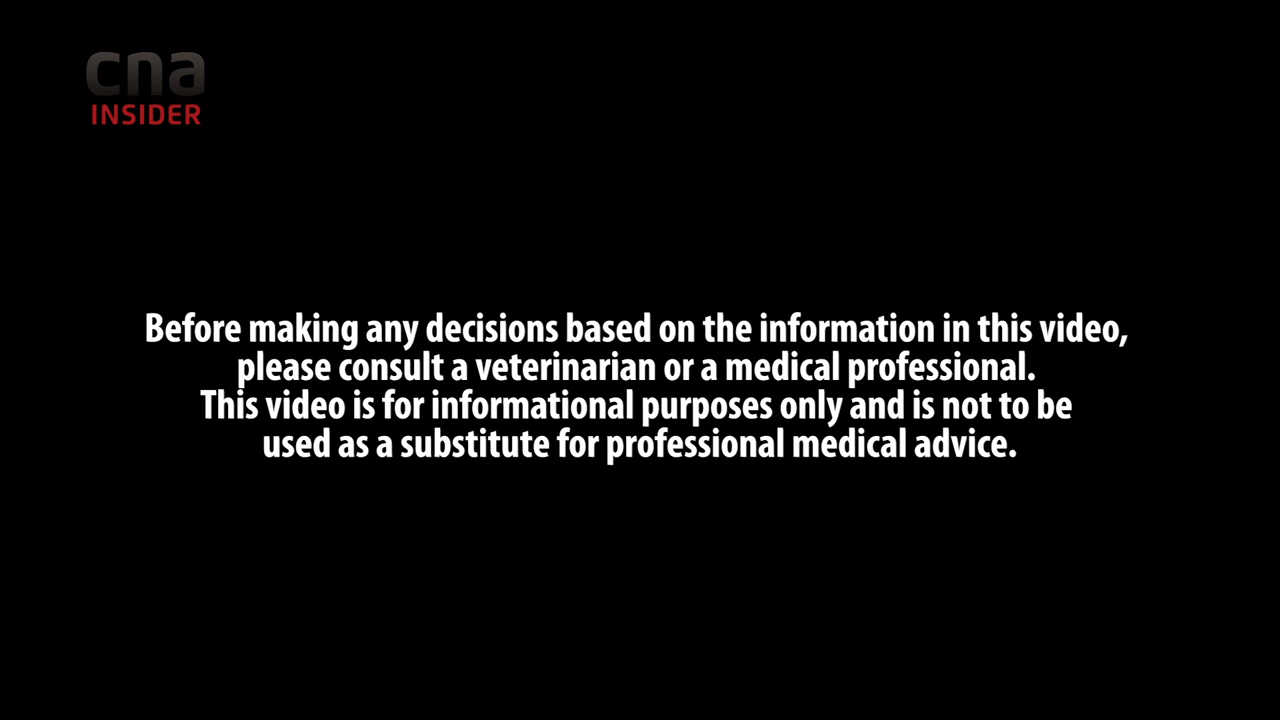 cna
INSIDER
Before making any decisions based on the information in this video,
please consult a veterinarian or a medical professional.
This video is for informational purposes only and is not to be
used as a substitute for professional medical advice.